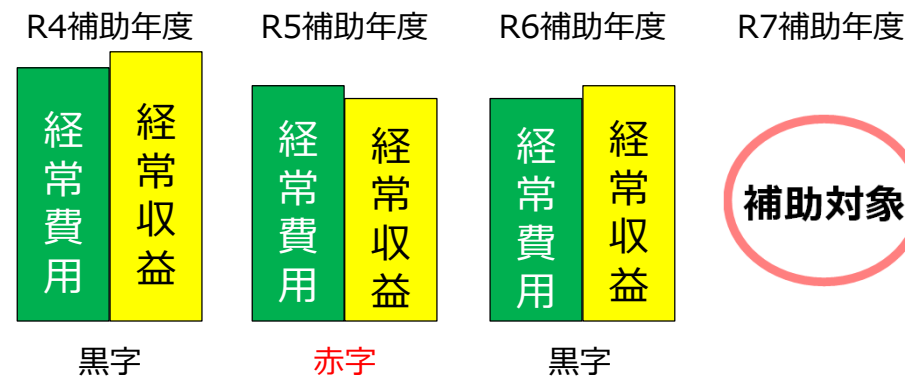 R4補助年度
R5補助年度
R6補助年度
R7補助年度
経常費用
経常収益
経常費用
経常収益
経常費用
経常収益
補助対象
黒字
赤字
黒字